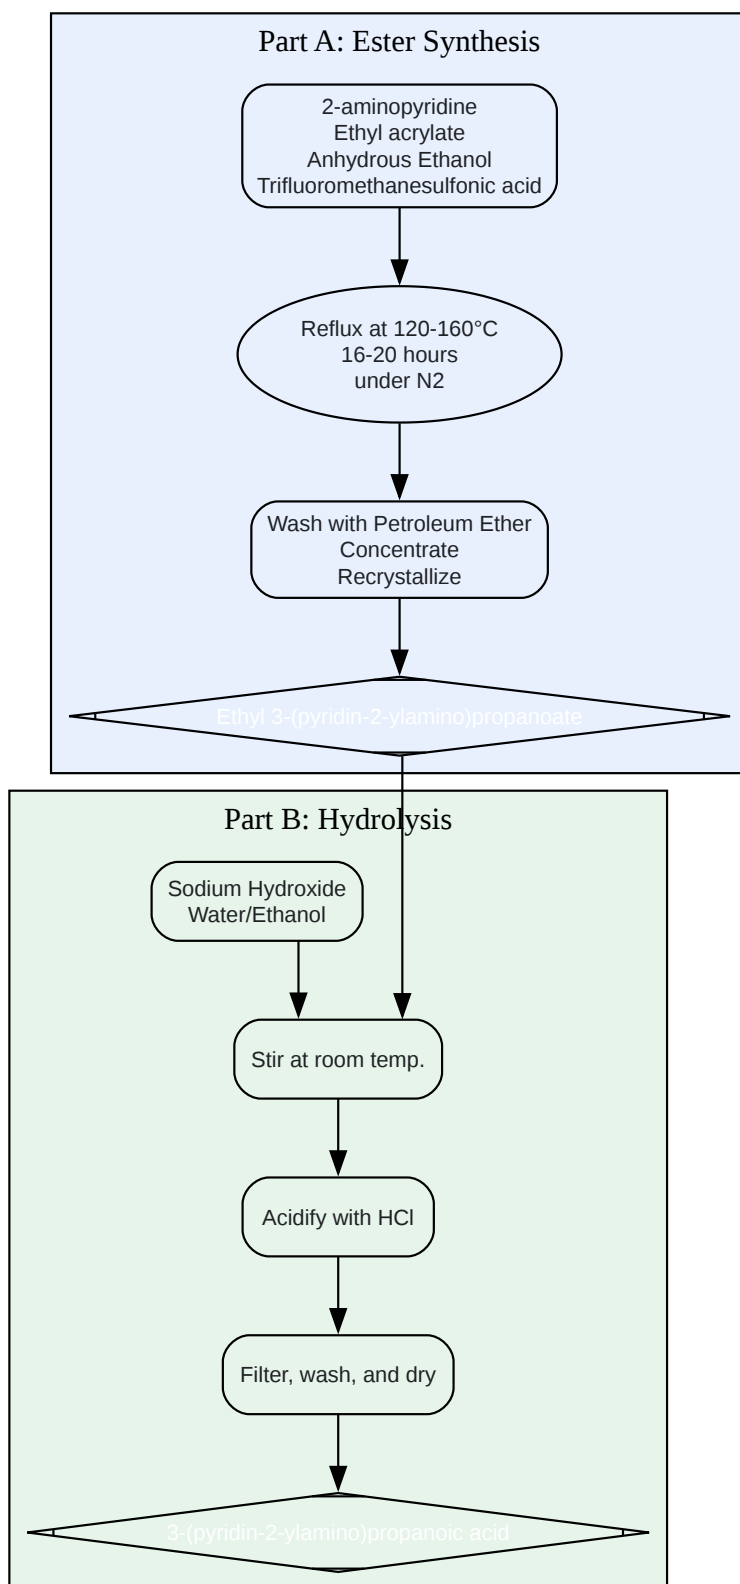 Part A: Ester Synthesis
2-aminopyridine
Ethyl acrylate
Anhydrous Ethanol
Trifluoromethanesulfonic acid
Reflux at 120-160°C
16-20 hours
under N2
Wash with Petroleum Ether
Concentrate
Recrystallize
Ethyl 3-(pyridin-2-ylamino)propanoate
Part B: Hydrolysis
Sodium Hydroxide
Water/Ethanol
Stir at room temp.
Acidify with HCl
Filter, wash, and dry
3-(pyridin-2-ylamino)propanoic acid